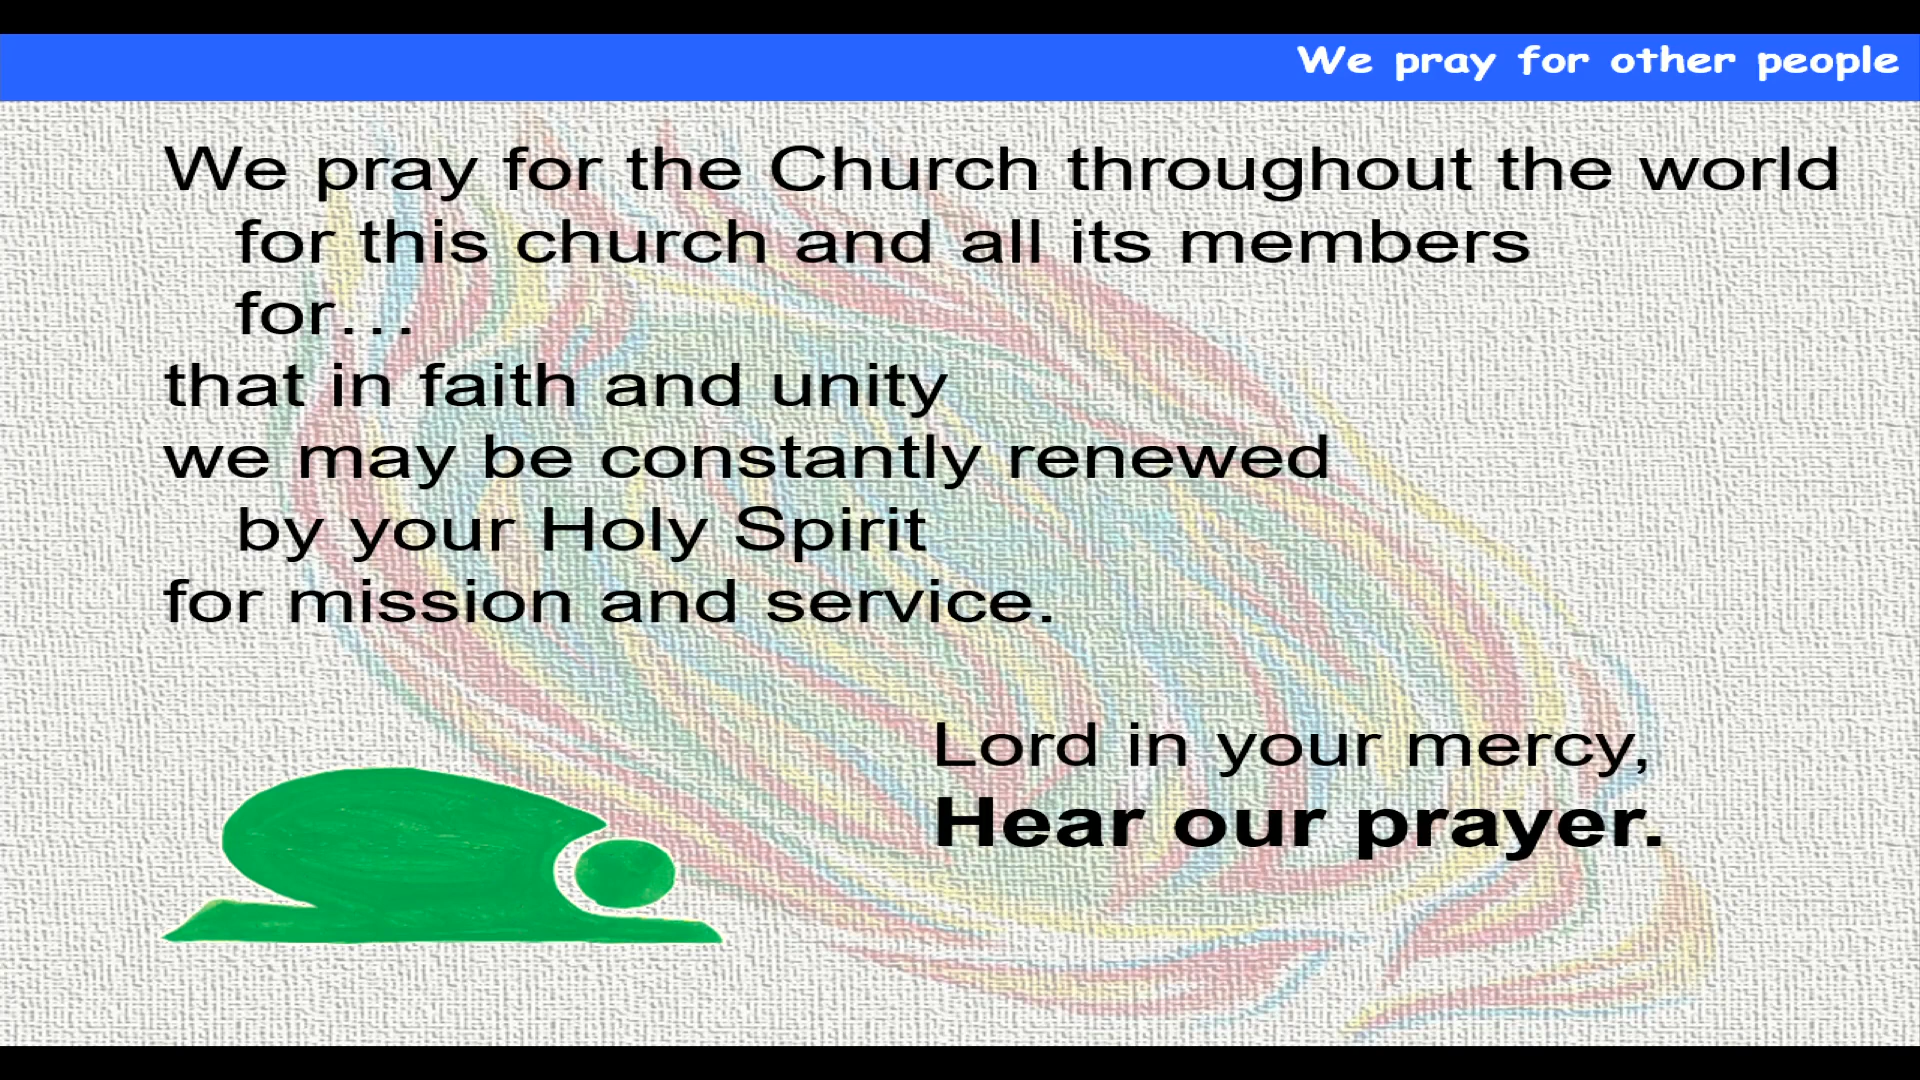 We pray for other people
We pray for the Church throughout the world
for this church and all its members
for…
that in faith and unity
we may be constantly renewed
by your Holy Spirit
for mission and service.
Lord in your mercy,
Hear our prayer.